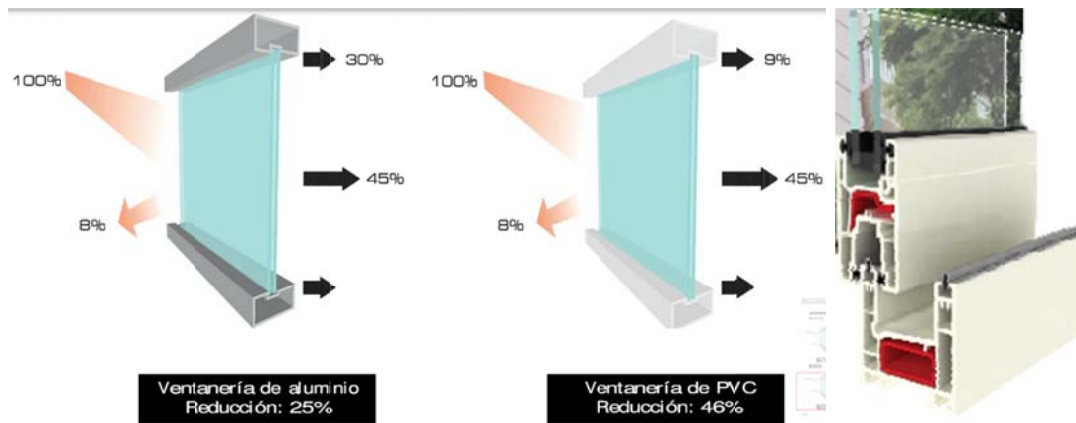 100%
30%
45%
8%
Ventanería de aluminio
Reducción: 25%
100%
9%
45%
8%
Ventanería de PVC
Reducción: 46%